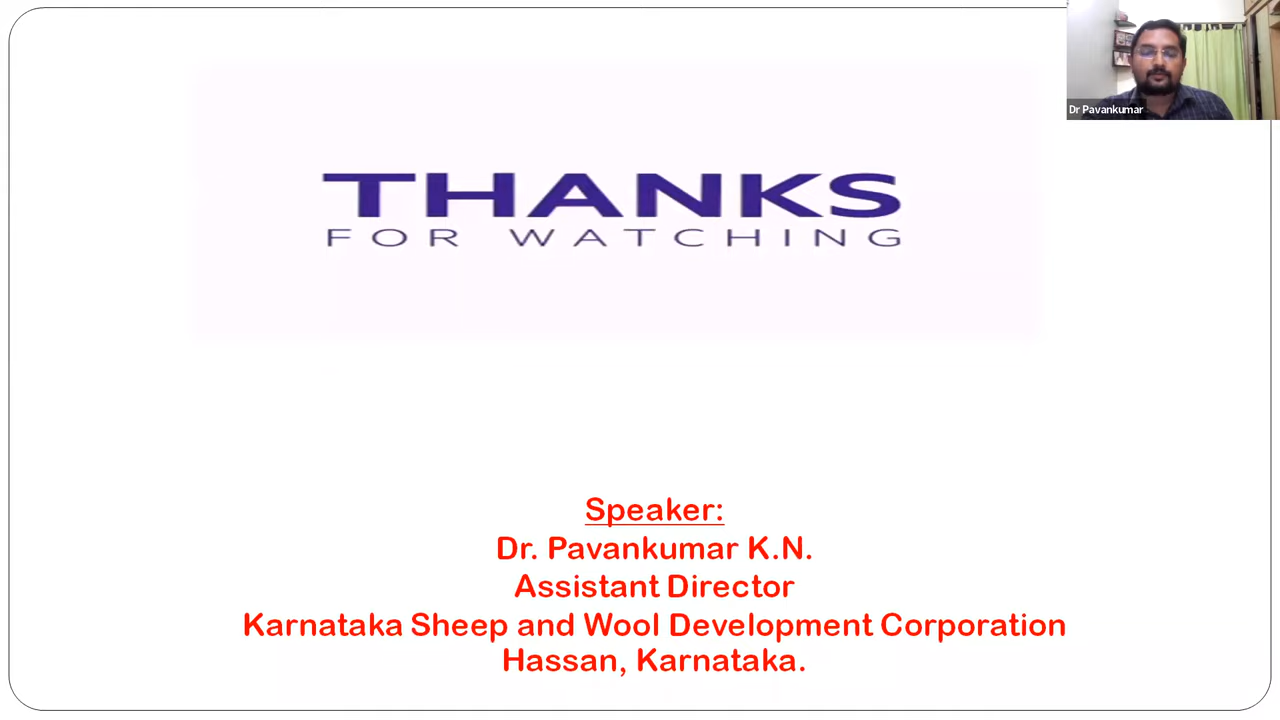 Dr Pavankumar
THANKS
FOR WATCHING
Speaker:
Dr. Pavankumar K.N.
Assistant Director
Karnataka Sheep and Wool Development Corporation
Hassan, Karnataka.